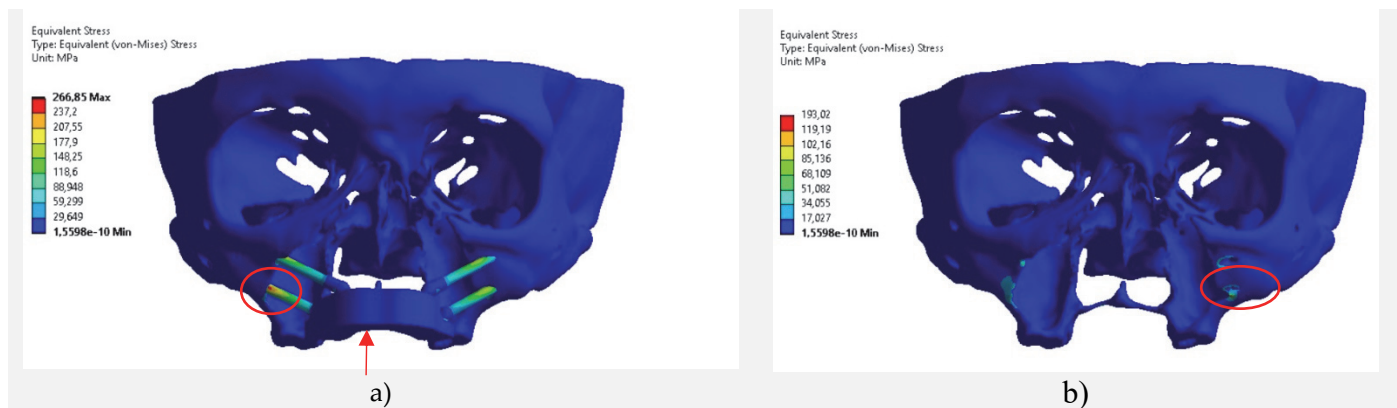 Equivalent Stress
Type: Equivalent (von-Mises) Stress
Unit: MPa
266,85 Max
237,2
207,55
177,9
148,25
118,6
88,948
59,299
29,649
1,5598e-10 Min
a)
Equivalent Stress
Type: Equivalent (von-Mises) Stress
Unit: MPa
193,02
119,19
102,16
85,136
68,109
51,082
34,055
17,027
1,5598e-10 Min
b)